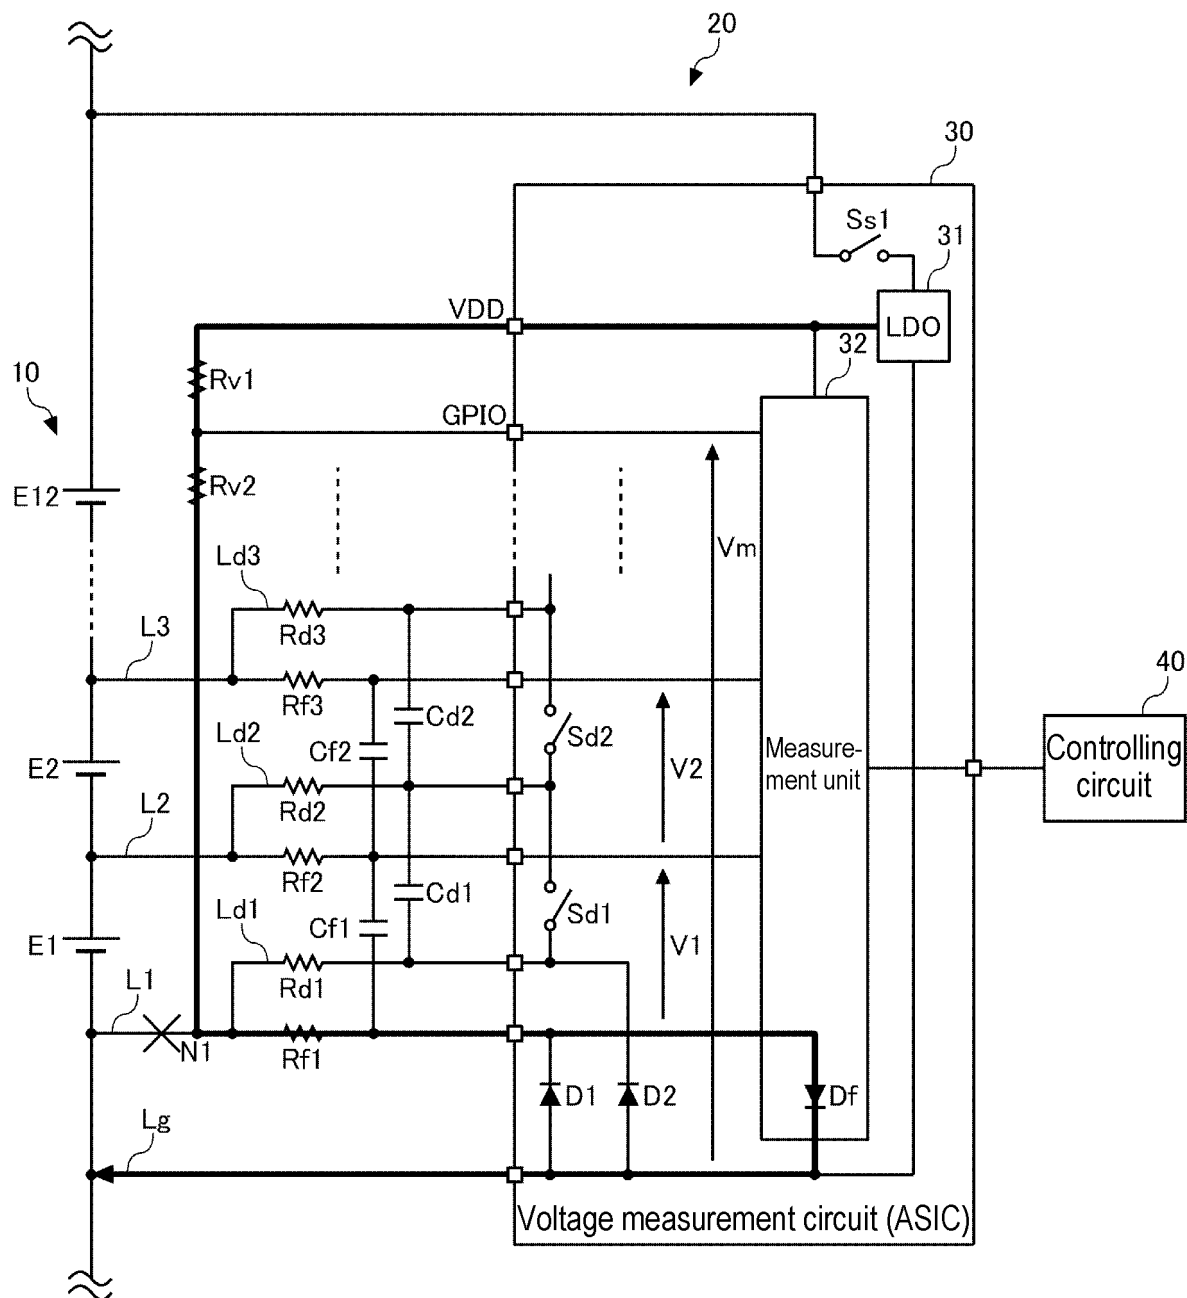 20
30
Ss1
31
LDO
VDD
32
10
Rv1
GPIO
Rv2
E12
Vm
Ld3
L3
Rd3
40
Rf3
Cd2
Ld2
Sd2
Cf2
V2
Measure-
ment unit
Controlling
circuit
E2
L2
Rd2
Rf2
Cd1
Ld1
Sd1
Cf1
V1
E1
L1
Rd1
N1
Rf1
D1
D2
Df
Lg
Voltage measurement circuit (ASIC)